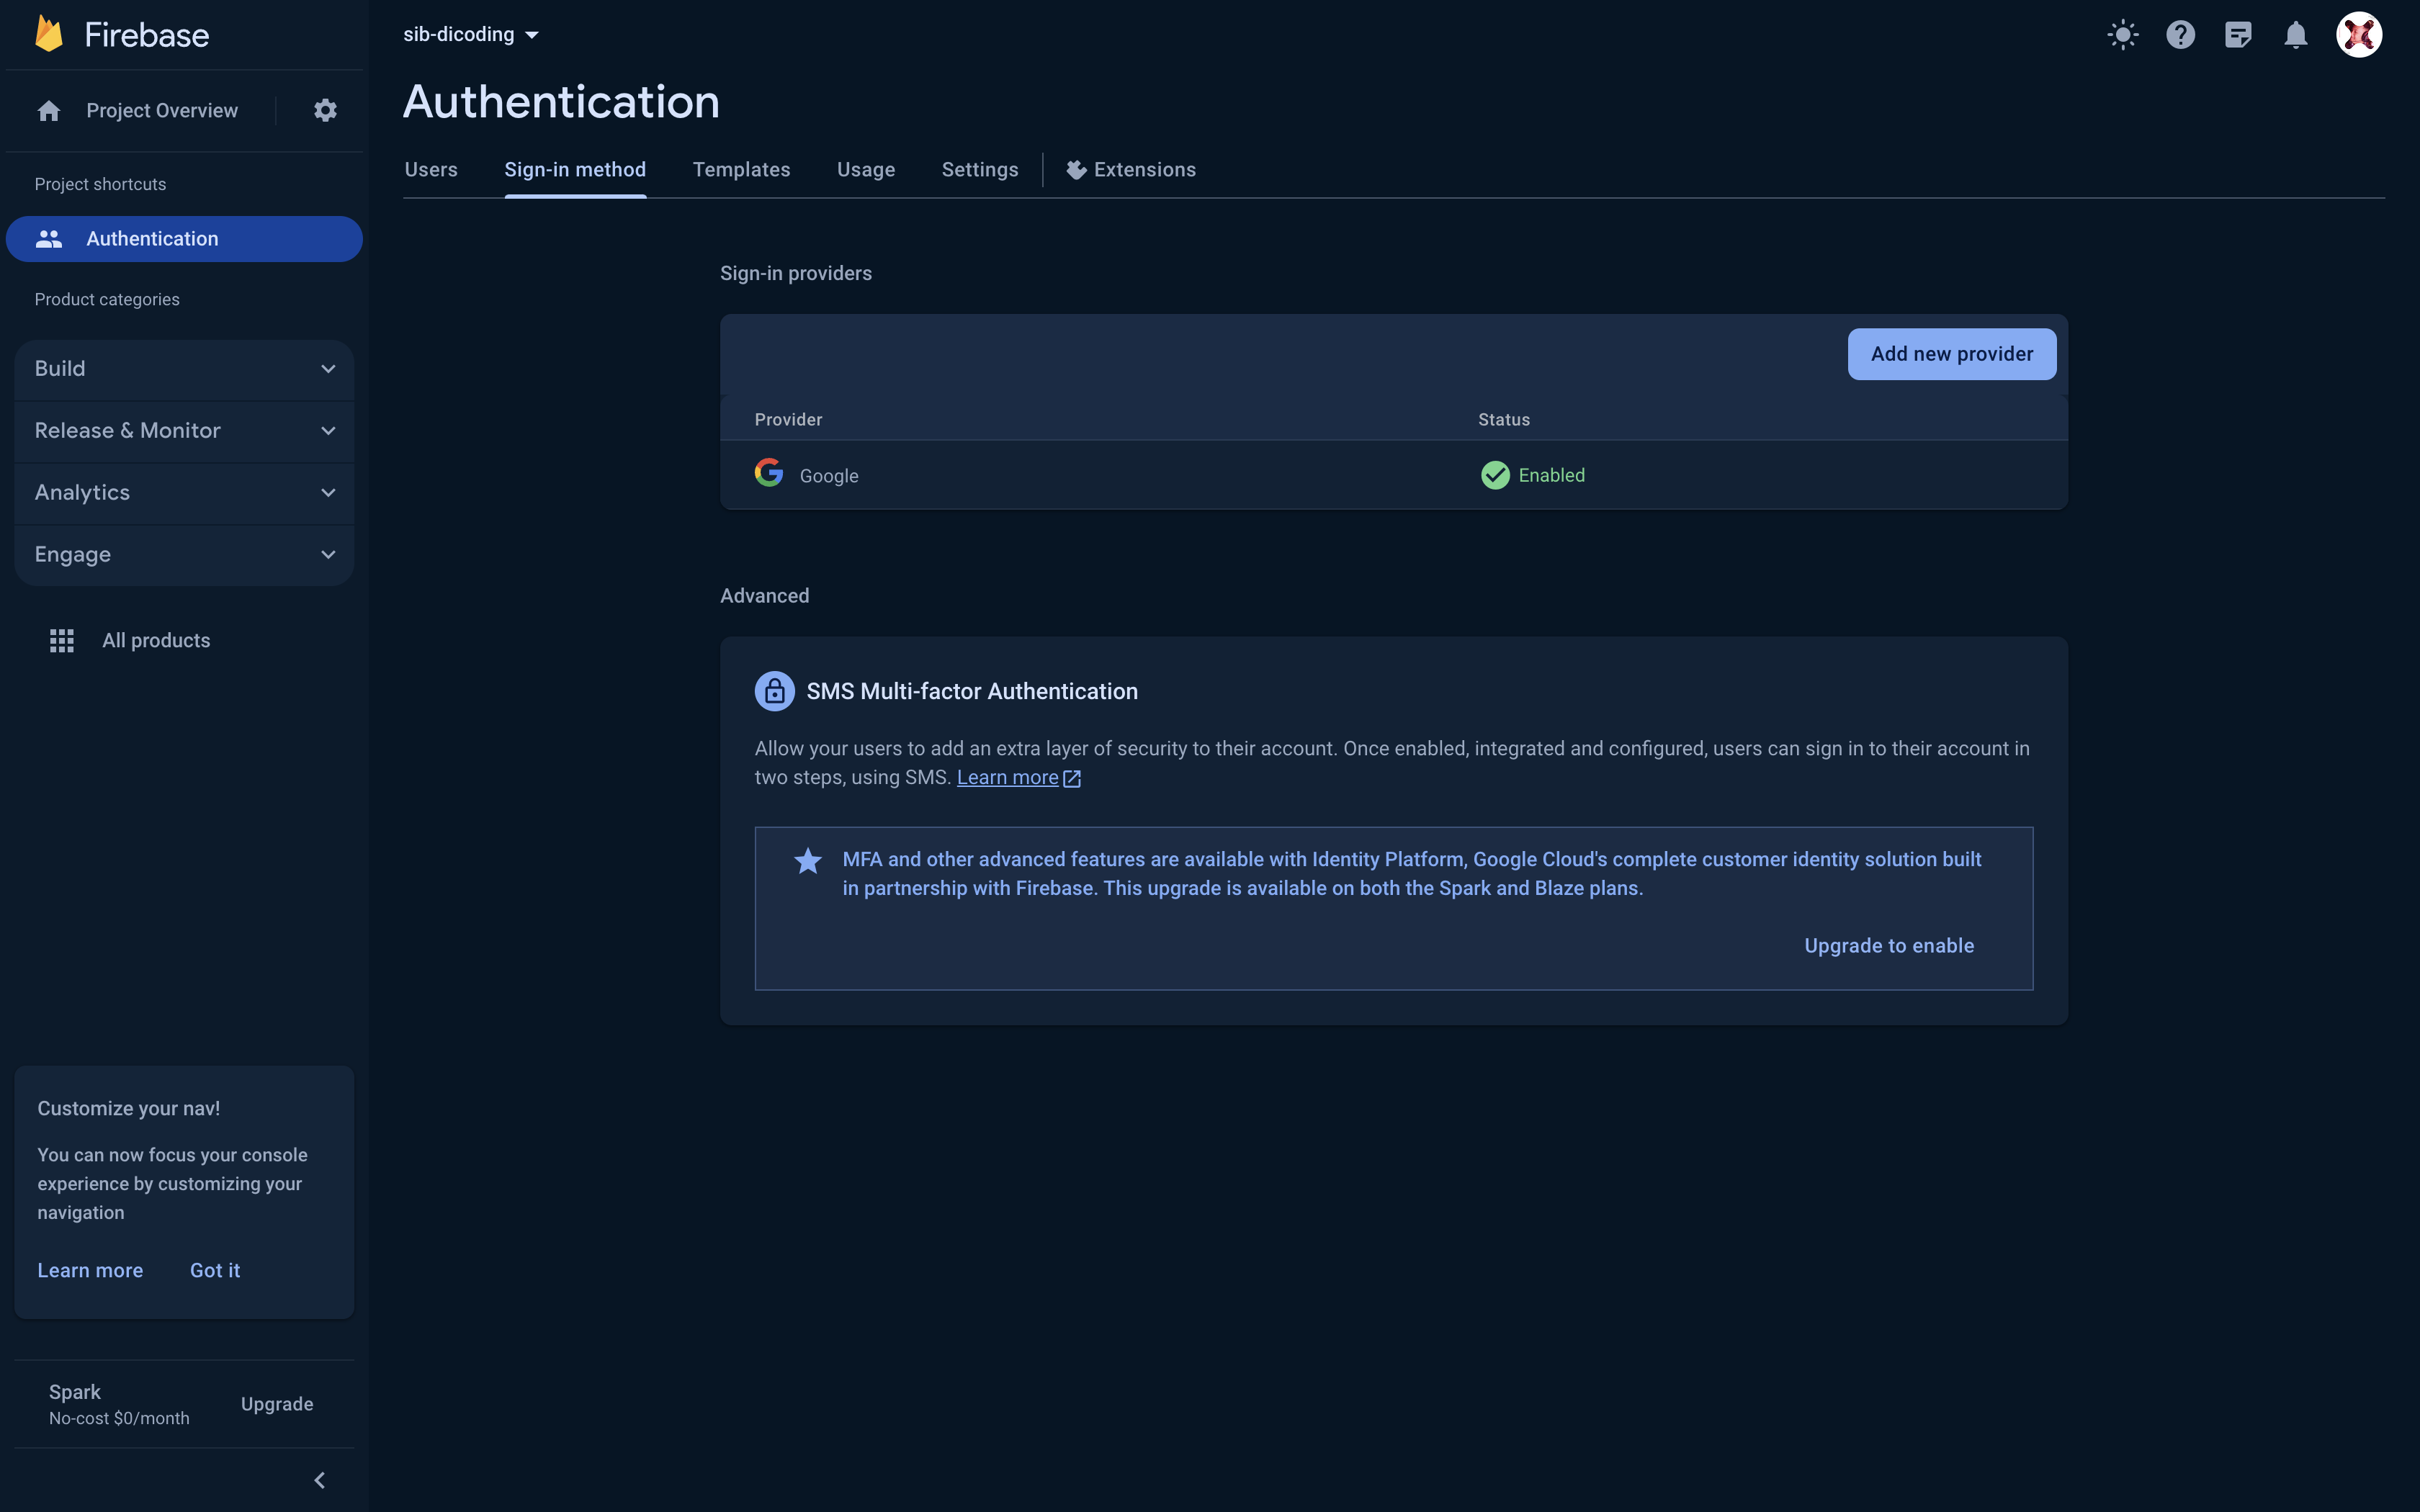 Firebase
Project Overview
Project shortcuts
Authentication
Product categories
Build
Release & Monitor
Analytics
Engage
All products
Customize your nav!
You can now focus your console
experience by customizing your
navigation
Learn more Got it
Spark
No-cost $0/month
Upgrade
sib-dicoding
Authentication
Users Sign-in method Templates Usage Settings Extensions
Sign-in providers
Add new provider
Provider Status
Google Enabled
Advanced
SMS Multi-factor Authentication
Allow your users to add an extra layer of security to their account. Once enabled, integrated and configured, users can sign in to their account in
two steps, using SMS. Learn more
MFA and other advanced features are available with Identity Platform, Google Cloud's complete customer identity solution built
in partnership with Firebase. This upgrade is available on both the Spark and Blaze plans.
Upgrade to enable